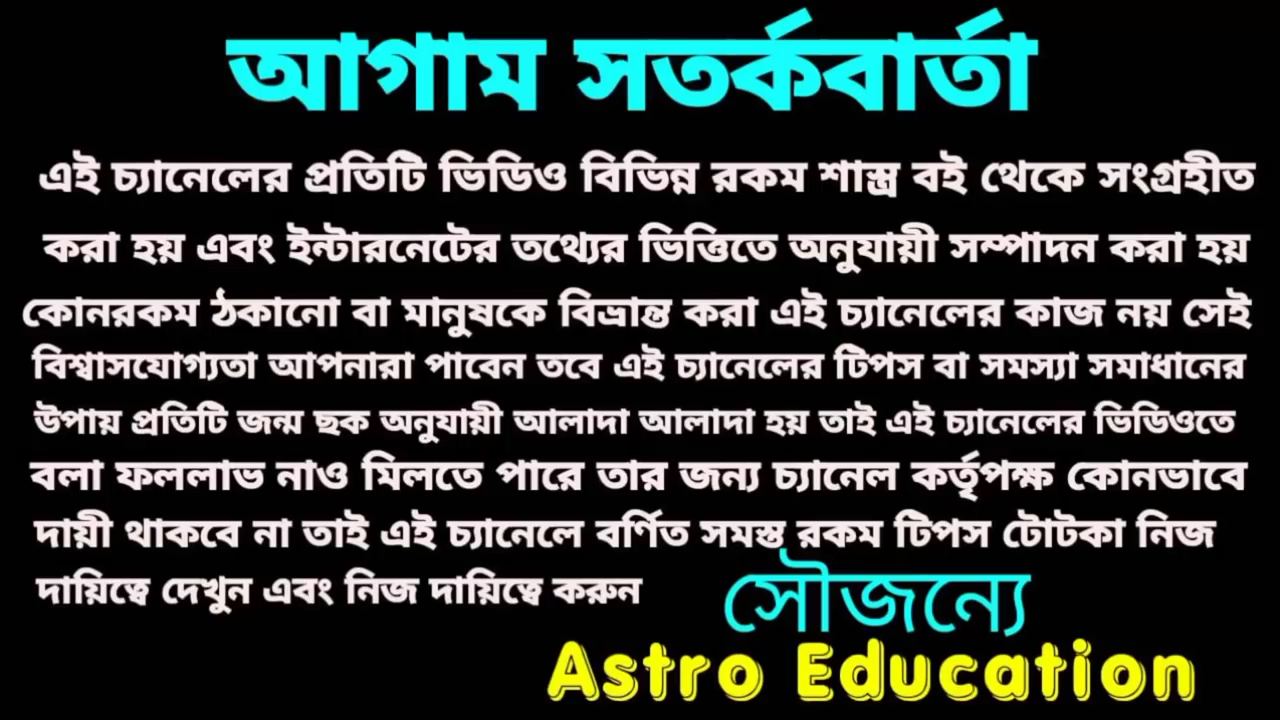 আগাম সতর্কবার্তা
এই চ্যানেলের প্রতিটি ভিডিও বিভিন্ন রকম শাস্ত্র বই থেকে সংগ্রহীত
করা হয় এবং ইন্টারনেটের তথ্যের ভিত্তিতে অনুযায়ী সম্পাদন করা হয়
কোনরকম ঠকানো বা মানুষকে বিভ্রান্ত করা এই চ্যানেলের কাজ নয় সেই
বিশ্বাসযোগ্যতা আপনারা পাবেন তবে এই চ্যানেলের টিপস বা সমস্যা সমাধানের
উপায় প্রতিটি জন্ম ছক অনুযায়ী আলাদা আলাদা হয় তাই এই চ্যানেলের ভিডিওতে
বলা ফললাভ নাও মিলতে পারে তার জন্য চ্যানেল কর্তৃপক্ষ কোনভাবে
দায়ী থাকবে না তাই এই চ্যানেলে বর্ণিত সমস্ত রকম টিপস টোটকা নিজ
দায়িত্বে দেখুন এবং নিজ দায়িত্বে করুন
সৌজন্যে
Astro Education